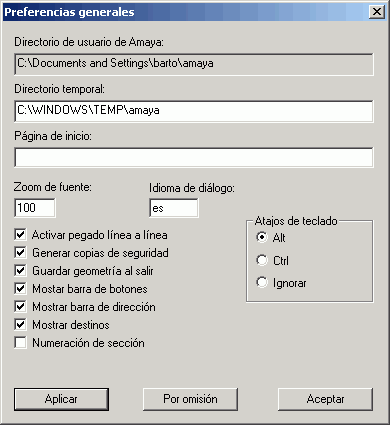 Preferencias generales
Directorio de usuario de Amaya:
C:\Documents and Settings\barto\amaya
Directorio temporal:
C:\WINDOWS\TEMP\amaya
Página de inicio:
Zoom de fuente: Idioma de diálogo:
100 es
Activar pegado línea a línea
Generar copias de seguridad
Guardar geometría al salir
Mostar barra de botones
Mostrar barra de dirección
Mostrar destinos
Numeración de sección
Atajos de teclado
Alt
Ctrl
Ignorar
Aplicar Por omisión Aceptar